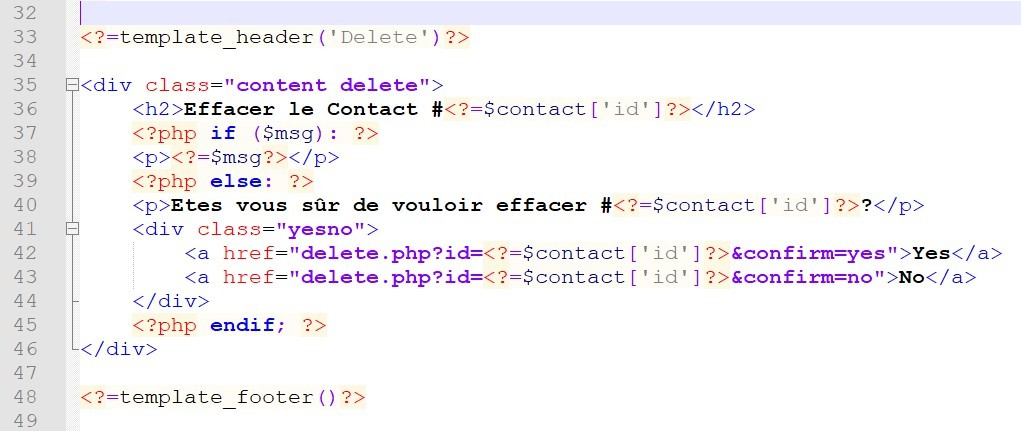 32
33 <?=template_header('Delete')?>
34
35 <div class="content delete">
36 <h2>Effacer le Contact #<?=$contact['id']?></h2>
37 <?php if ($msg): ?>
38 <p><?=$msg?></p>
39 <?php else: ?>
40 <p>Etes vous sûr de vouloir effacer #<?=$contact['id']?>?</p>
41 <div class="yesno">
42 <a href="delete.php?id=<?=$contact['id']?>&confirm=yes">Yes</a>
43 <a href="delete.php?id=<?=$contact['id']?>&confirm=no">No</a>
44 </div>
45 <?php endif; ?>
46 </div>
47
48 <?=template_footer()?>
49